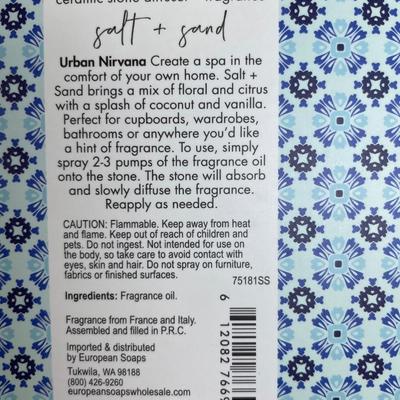 ceramic stone diffuser fragrance
salt + sand
Urban Nirvana Create a spa in the
comfort of your own home. Salt +
Sand brings a mix of floral and citrus
with a splash of coconut and vanilla.
Perfect for cupboards, wardrobes,
bathrooms or anywhere you'd like
a hint of fragrance. To use, simply
spray 2-3 pumps of the fragrance oil
onto the stone. The stone will absorb
and slowly diffuse the fragrance.
Reapply as needed.
CAUTION: Flammable. Keep away from heat
and flame. Keep out of reach of children and
pets. Do not ingest. Not intended for use on
the body, so take care to avoid contact with
eyes, skin and hair. Do not spray on furniture,
fabrics or finished surfaces.
75181SS
Ingredients: Fragrance oil.
Fragrance from France and Italy.
Assembled and filled in P.R.C.
Imported & distributed
by European Soaps
Tukwila, WA 98188
(800) 426-9260
europeansoapswholesale.com
6 12082 766